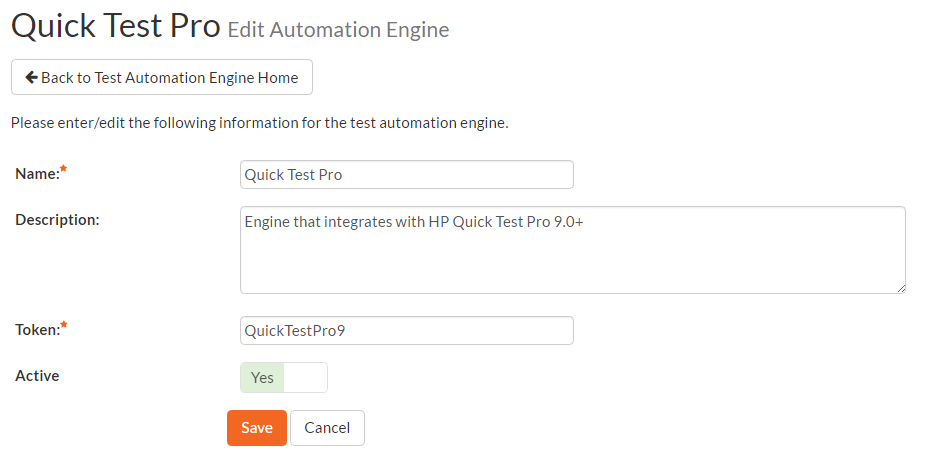 Quick Test Pro Edit Automation Engine
Back to Test Automation Engine Home
Please enter/edit the following information for the test automation engine.
Name:* Quick Test Pro
Description: Engine that integrates with HP Quick Test Pro 9.0+
Token:* QuickTestPro9
Active Yes
Save Cancel